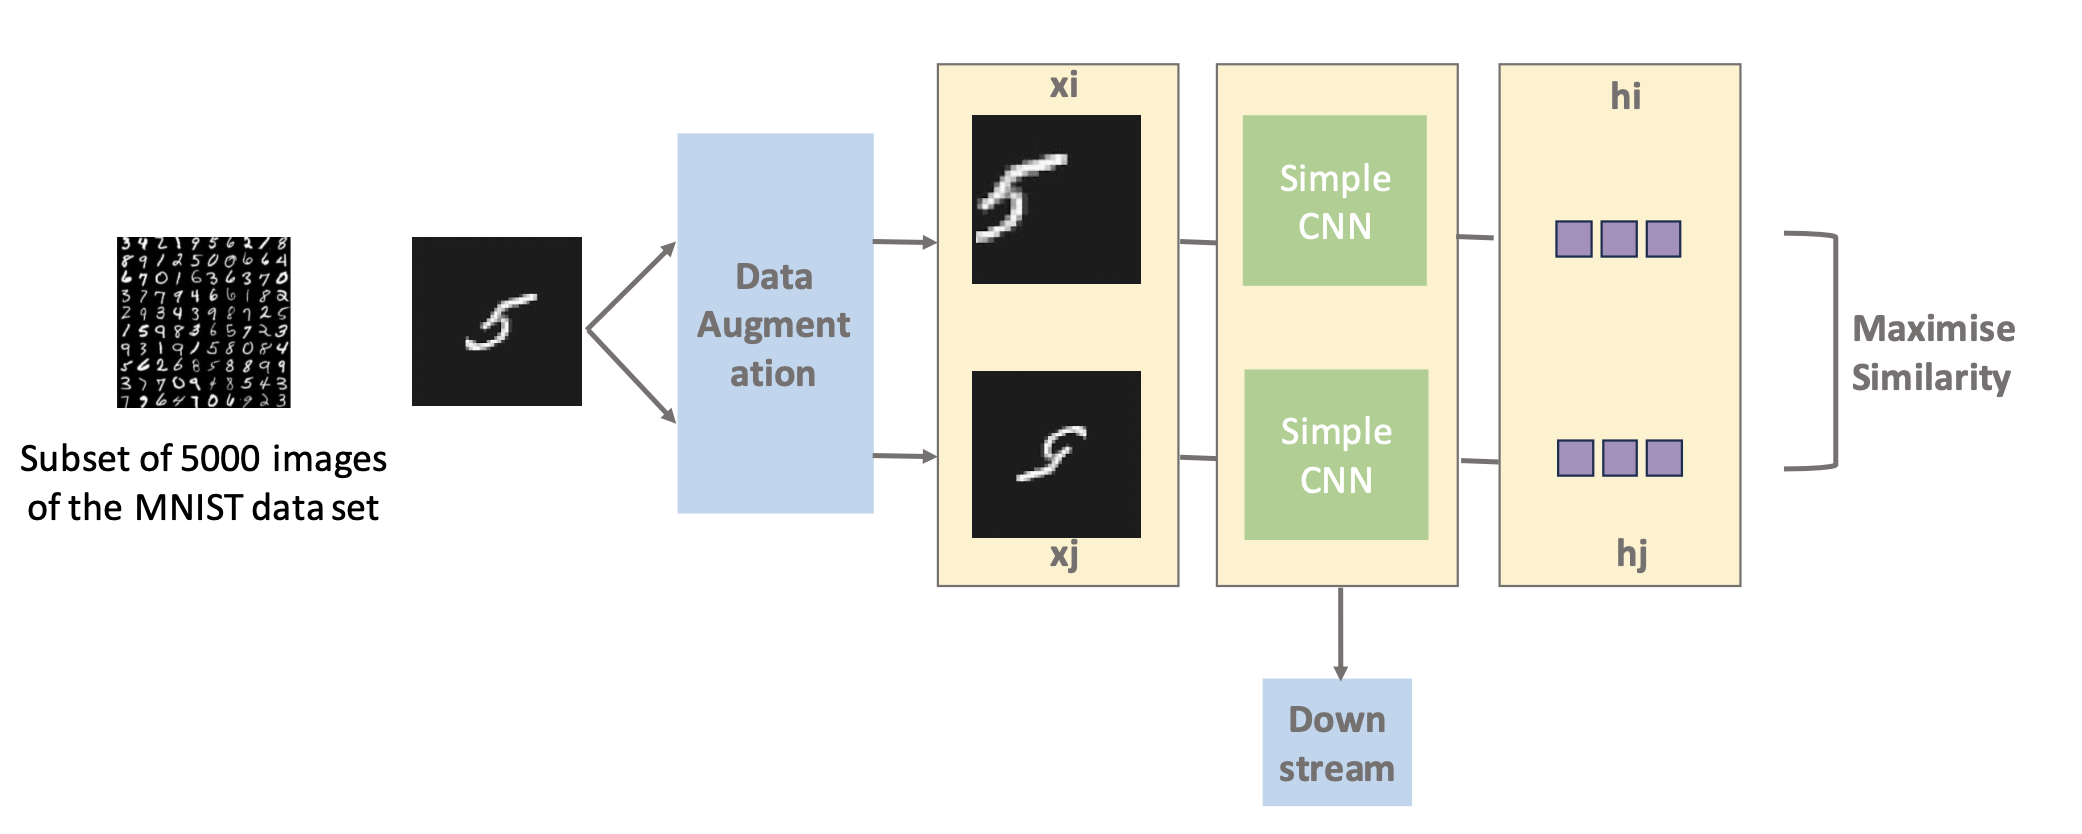 Subset of 5000 images
of the MNIST data set
Data
Augment
ation
xi
xj
Simple
CNN
Simple
CNN
hi
hj
Maximise
Similarity
Down
stream